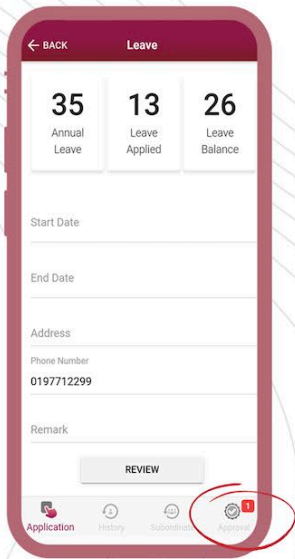 ← BACK Leave
35 13 26
Annual Leave Leave
Leave Applied Balance
Start Date
End Date
Address
Phone Number
0197712299
Remark
REVIEW
1
Application History Subordinate Approval